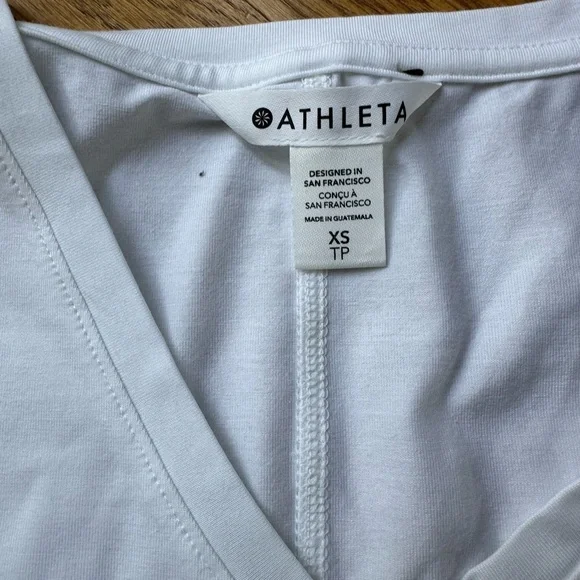 ATHLETA
DESIGNED IN
SAN FRANCISCO
CONÇU À
SAN FRANCISCO
MADE IN GUATEMALA
XS
TP